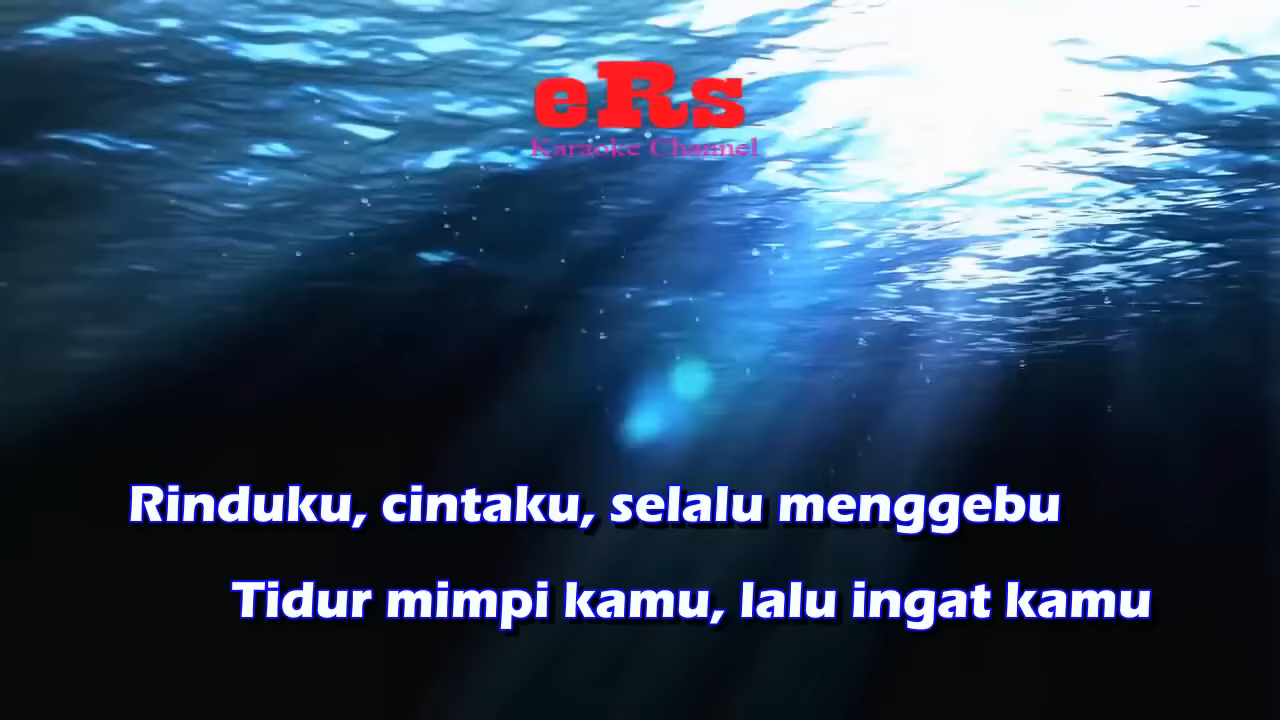 eRs
Karaoke Channel
Rinduku, cintaku, selalu menggebu
Tidur mimpi kamu, lalu ingat kamu